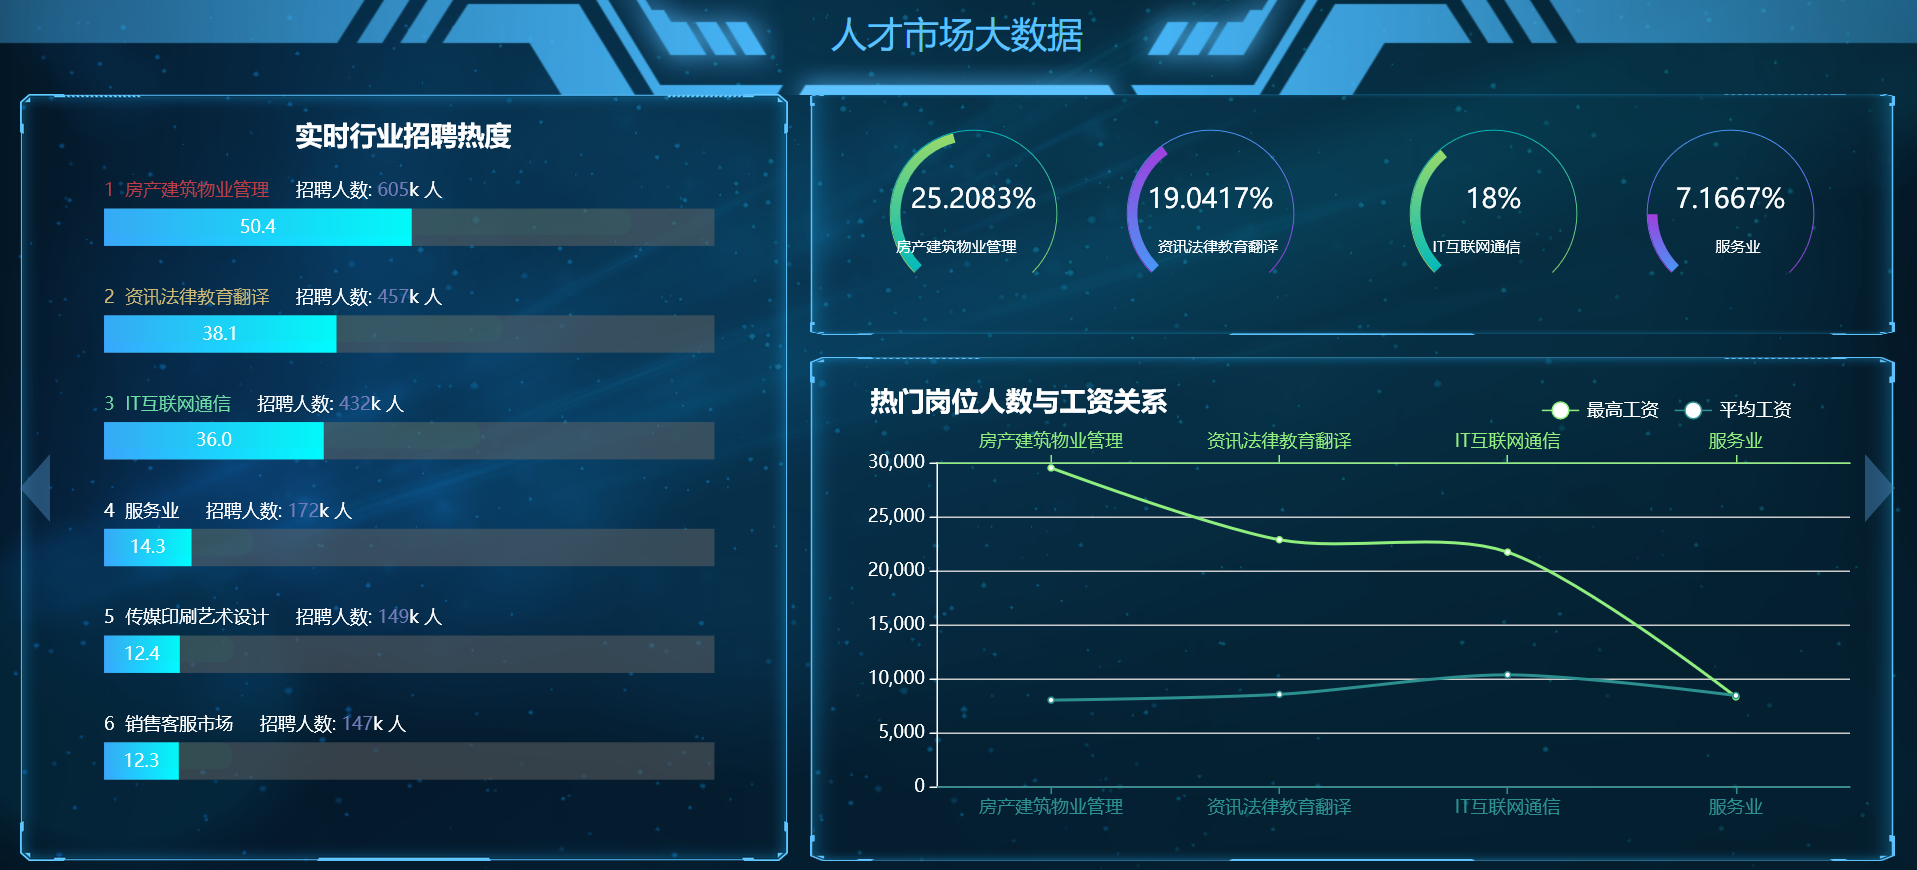 人才市场大数据
实时行业招聘热度
1 房产建筑物业管理 招聘人数: 605k 人
50.4
2 资讯法律教育翻译 招聘人数: 457k 人
38.1
3 IT互联网通信 招聘人数: 432k 人
36.0
4 服务业 招聘人数: 172k 人
14.3
5 传媒印刷艺术设计 招聘人数: 149k 人
12.4
6 销售客服市场 招聘人数: 147k 人
12.3
25.2083%
房产建筑物业管理
19.0417%
资讯法律教育翻译
18%
IT互联网通信
7.1667%
服务业
热门岗位人数与工资关系
最高工资 平均工资
房产建筑物业管理 资讯法律教育翻译 IT互联网通信 服务业
30,000
25,000
20,000
15,000
10,000
5,000
0
房产建筑物业管理 资讯法律教育翻译 IT互联网通信 服务业